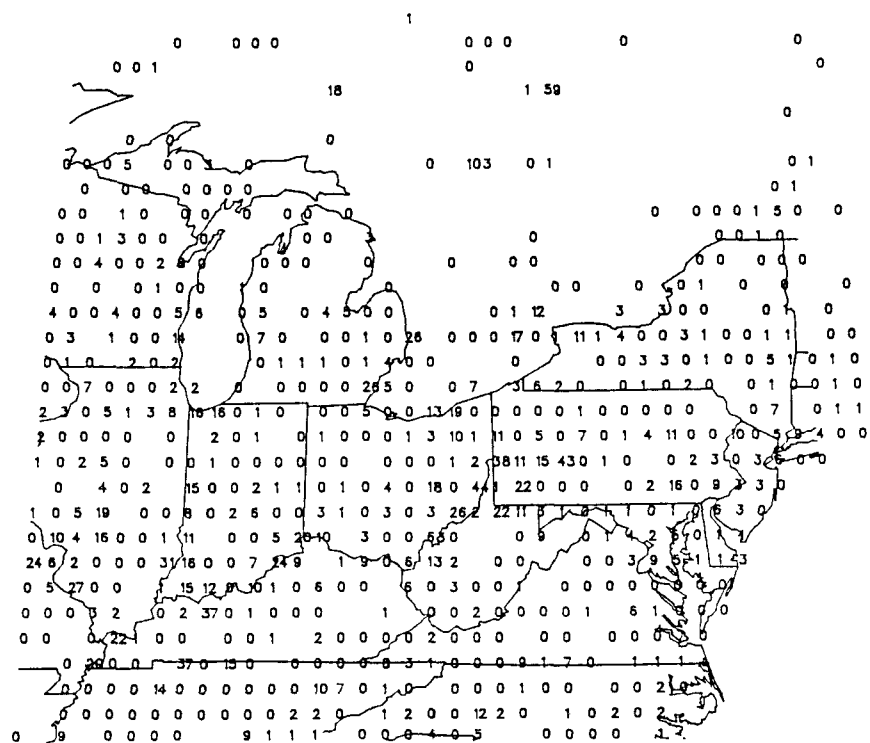 1
0 0 0 0 0 0 0 0 0
0 0 1 0 0
18 1 59
0
0 0 0
0 0 0 5 0 0 1 0 0 103 0 1 0 1
0 0 0 0 0 0 0 0 1
0 0 1 0 0 0 0 0 0 0 0 0 0 1 5 0 0
0 0 1 3 0 0 0 0 0 3 0 0 0 1 0
0 0 4 0 0 2 0 0 0 0 0 0 0 0 0 0 0
0 0 0 1 0 0 1 0 0 0 0 0 0 1 0 0 0
4 0 0 4 0 0 5 6 0 5 0 4 5 0 0 0 1 12 3 3 0 0 0 1 0
0 3 1 0 0 14 0 7 0 0 0 1 0 26 0 0 0 17 0 1 11 1 4 0 0 3 1 0 0 1 1 0 0
0 1 0 2 0 2 0 1 1 1 0 1 4 0 0 0 0 0 3 3 0 1 0 0 5 1 0 1
0 0 7 0 0 0 2 2 0 0 0 0 0 0 26 5 0 0 7 3 6 2 0 0 1 0 2 0 0 1 0 0 1
2 3 0 5 1 3 8 16 0 1 0 0 0 5 0 0 13 19 0 0 0 0 0 1 0 0 0 0 0 0 7 0 1 1
2 0 0 0 0 0 2 0 1 0 1 0 0 0 1 3 10 1 11 0 5 0 7 0 1 4 11 0 0 10 0 5 9 4 0 0
1 0 2 5 0 0 0 1 0 0 0 0 0 0 0 0 0 0 1 2 38 11 15 43 0 1 0 0 2 3 0 3 6 0 0
0 4 0 2 15 0 0 2 1 1 0 1 0 4 0 18 0 44 1 22 0 0 0 0 2 16 0 9 3 3 0
1 0 5 19 0 0 8 0 2 6 0 0 3 1 0 3 0 3 26 2 22 11 3 1 0 1 1 0 1 0 6 3 0
0 10 4 16 0 0 1 11 0 0 5 20 10 3 0 0 0 0 9 0 1 4 2 0 1
24 6 2 0 0 0 31 16 0 0 7 24 9 1 9 0 6 13 2 0 0 0 0 0 3 9 5 1 1 3
0 5 27 0 0 15 12 0 10 1 0 6 0 0 6 0 3 0 0 0 0 0 0 0 0
0 0 0 3 2 0 2 37 0 1 0 0 1 0 0 2 0 0 0 0 0 1 6 1 0 0
0 0 0 22 1 0 0 0 0 1 2 0 0 0 0 2 0 0 0 0 0 0 0 0 0
0 20 0 0 37 0 15 0 0 0 0 0 8 3 1 0 0 0 9 1 7 0 1 1 1
0 0 0 0 14 0 0 0 0 0 0 0 10 7 0 1 0 0 0 0 1 0 0 0 0 2 0
0 0 0 0 0 0 0 0 0 0 0 2 2 0 1 2 0 0 12 2 0 1 0 2 0 2
0 9 0 0 0 0 9 1 1 1 0 0 0 4 0 5 0 0 0 0 1